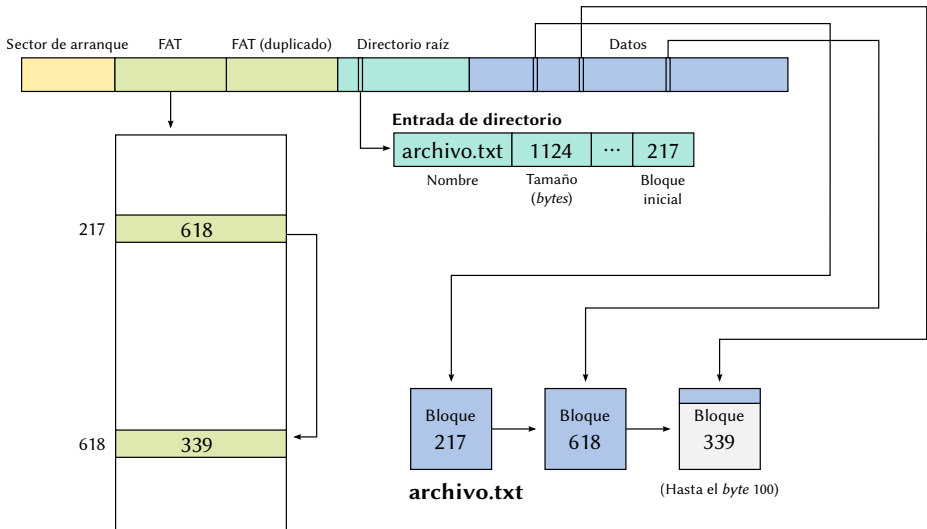 Sector de arranque
FAT
FAT (duplicado)
Directorio raíz
Datos
Entrada de directorio
archivo.txt
1124
...
217
Nombre
Tamaño
(bytes)
Bloque
inicial
217
618
618
339
Bloque
217
Bloque
618
Bloque
339
archivo.txt
(Hasta el byte 100)